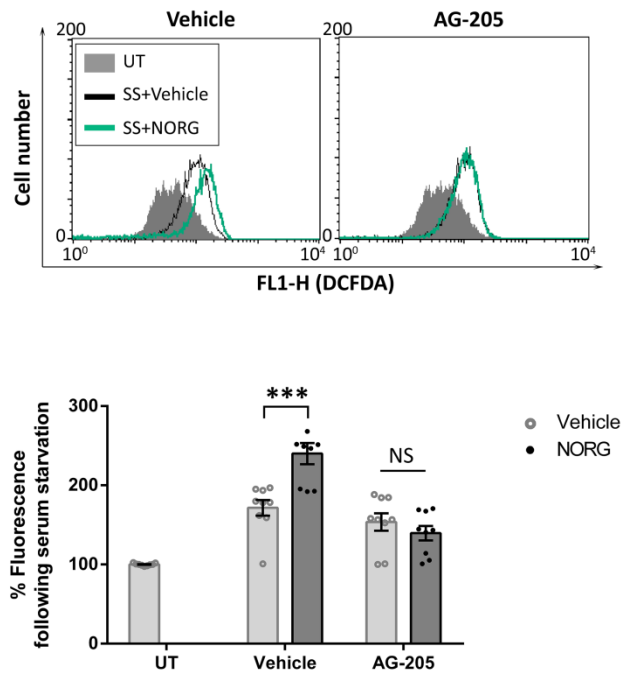 Vehicle
AG-205
200
200
UT
SS+Vehicle
SS+NORG
Cell number
0
0
10⁰
10⁴
10⁰
10⁴
FL1-H (DCFDA)
300
***
Vehicle
NORG
NS
200
% Fluorescence
following serum starvation
100
0
UT
Vehicle
AG-205